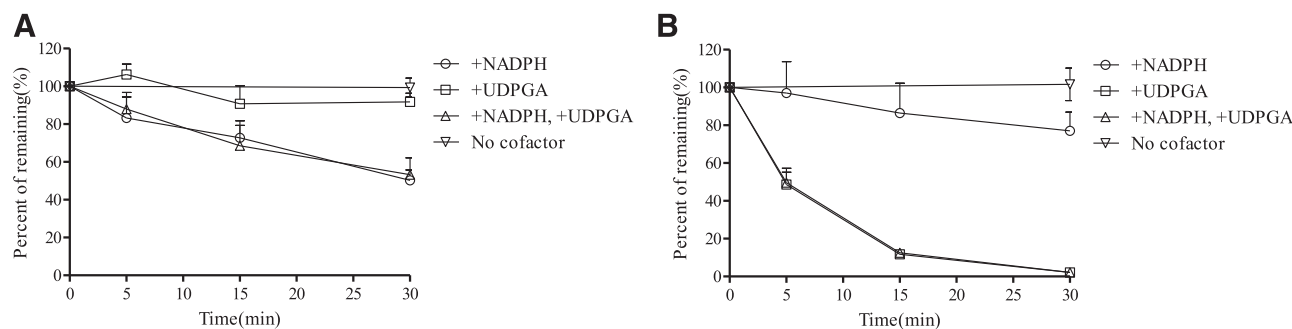 A
120
100
80
60
40
20
0
Percent of remaining(%)
0 5 10 15 20 25 30
Time(min)
+NADPH
+UDPGA
+NADPH, +UDPGA
No cofactor
B
120
100
80
60
40
20
0
Percent of remaining(%)
0 5 10 15 20 25 30
Time(min)
+NADPH
+UDPGA
+NADPH, +UDPGA
No cofactor